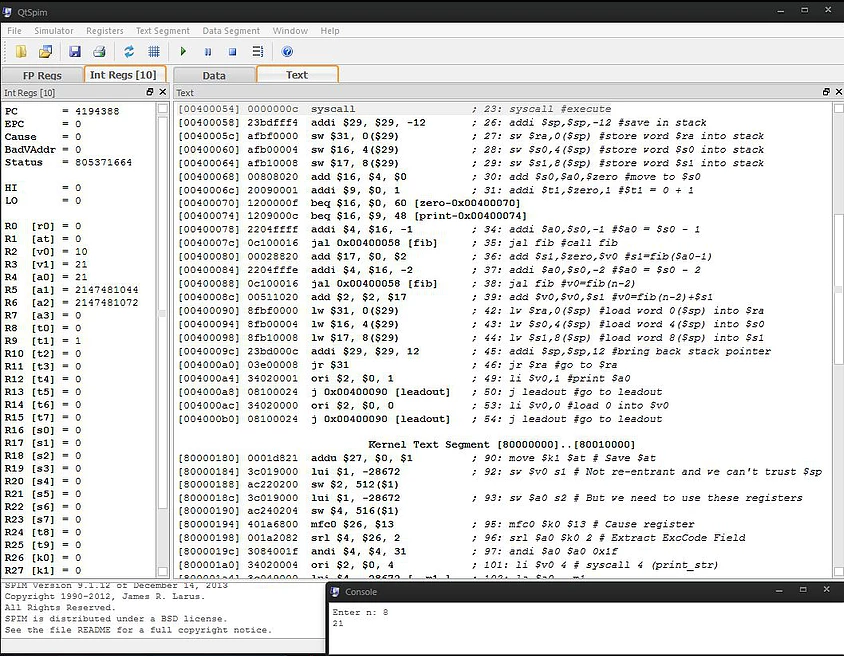 QtSpim
File Simulator Registers Text Segment Data Segment Window Help
FP Regs Int Regs [10] Data Text
Int Regs [10] Text
PC = 4194388
EPC = 0
Cause = 0
BadVAddr = 0
Status = 805371664
HI = 0
LO = 0
R0 [r0] = 0
R1 [at] = 0
R2 [v0] = 10
R3 [v1] = 21
R4 [a0] = 21
R5 [a1] = 2147481044
R6 [a2] = 2147481072
R7 [a3] = 0
R8 [t0] = 0
R9 [t1] = 1
R10 [t2] = 0
R11 [t3] = 0
R12 [t4] = 0
R13 [t5] = 0
R14 [t6] = 0
R15 [t7] = 0
R16 [s0] = 0
R17 [s1] = 0
R18 [s2] = 0
R19 [s3] = 0
R20 [s4] = 0
R21 [s5] = 0
R22 [s6] = 0
R23 [s7] = 0
R24 [t8] = 0
R25 [t9] = 0
R26 [k0] = 0
R27 [k1] = 0
[00400054] 0000000c syscall ; 23: syscall #execute
[00400058] 23bdfff4 addi $29, $29, -12 ; 26: addi $sp,$sp,-12 #save in stack
[0040005c] afbf0000 sw $31, 0($29) ; 27: sw $ra,0($sp) #store word $ra into stack
[00400060] afb00004 sw $16, 4($29) ; 28: sw $s0,4($sp) #store word $s0 into stack
[00400064] afb10008 sw $17, 8($29) ; 29: sw $s1,8($sp) #store word $s1 into stack
[00400068] 00808020 add $16, $4, $0 ; 30: add $s0,$a0,$zero #move to $s0
[0040006c] 20090001 addi $9, $0, 1 ; 31: addi $t1,$zero,1 #$t1 = 0 + 1
[00400070] 1200000f beq $16, $0, 60 [zero-0x00400070]
[00400074] 1209000c beq $16, $9, 48 [print-0x00400074]
[00400078] 2204ffff addi $4, $16, -1 ; 34: addi $a0,$s0,-1 #$a0 = $s0 - 1
[0040007c] 0c100016 jal 0x00400058 [fib] ; 35: jal fib #call fib
[00400080] 00028820 add $17, $0, $2 ; 36: add $s1,$zero,$v0 #s1=fib($a0-1)
[00400084] 2204fffe addi $4, $16, -2 ; 37: addi $a0,$s0,-2 #$a0 = $s0 - 2
[00400088] 0c100016 jal 0x00400058 [fib] ; 38: jal fib #v0=fib(n-2)
[0040008c] 00511020 add $2, $2, $17 ; 39: add $v0,$v0,$s1 #v0=fib(n-2)+$s1
[00400090] 8fbf0000 lw $31, 0($29) ; 42: lw $ra,0($sp) #load word 0($sp) into $ra
[00400094] 8fb00004 lw $16, 4($29) ; 43: lw $s0,4($sp) #load word 4($sp) into $s0
[00400098] 8fb10008 lw $17, 8($29) ; 44: lw $s1,8($sp) #load word 8($sp) into $s1
[0040009c] 23bd000c addi $29, $29, 12 ; 45: addi $sp,$sp,12 #bring back stack pointer
[004000a0] 03e00008 jr $31 ; 46: jr $ra #go to $ra
[004000a4] 34020001 ori $2, $0, 1 ; 49: li $v0,1 #print $a0
[004000a8] 08100024 j 0x00400090 [leadout] ; 50: j leadout #go to leadout
[004000ac] 34020000 ori $2, $0, 0 ; 53: li $v0,0 #load 0 into $v0
[004000b0] 08100024 j 0x00400090 [leadout] ; 54: j leadout #go to leadout
Kernel Text Segment [80000000]..[80010000]
[80000180] 0001d821 addu $27, $0, $1 ; 90: move $k1 $at # Save $at
[80000184] 3c019000 lui $1, -28672 ; 92: sw $v0 s1 # Not re-entrant and we can't trust $sp
[80000188] ac220200 sw $2, 512($1)
[8000018c] 3c019000 lui $1, -28672 ; 93: sw $a0 s2 # But we need to use these registers
[80000190] ac240204 sw $4, 516($1)
[80000194] 401a6800 mfc0 $26, $13 ; 95: mfc0 $k0 $13 # Cause register
[80000198] 001a2082 srl $4, $26, 2 ; 96: srl $a0 $k0 2 # Extract ExcCode Field
[8000019c] 3084001f andi $4, $4, 31 ; 97: andi $a0 $a0 0x1f
[800001a0] 34020004 ori $2, $0, 4 ; 101: li $v0 4 # syscall 4 (print_str)
SPIM Version 9.1.12 of December 14, 2013
Copyright 1990-2012, James R. Larus.
All Rights Reserved.
SPIM is distributed under a BSD license.
See the file README for a full copyright notice.
Console
Enter n: 8
21